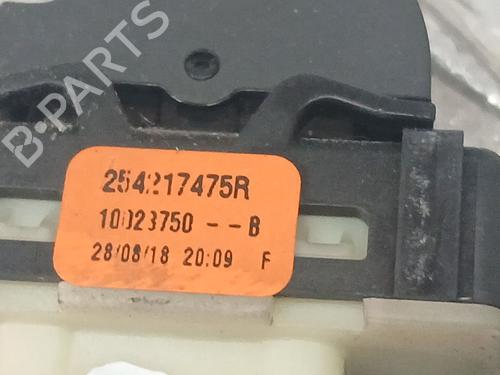 B-PARTS
254217475R
10023750 -- B
28/08/18 20:09 F